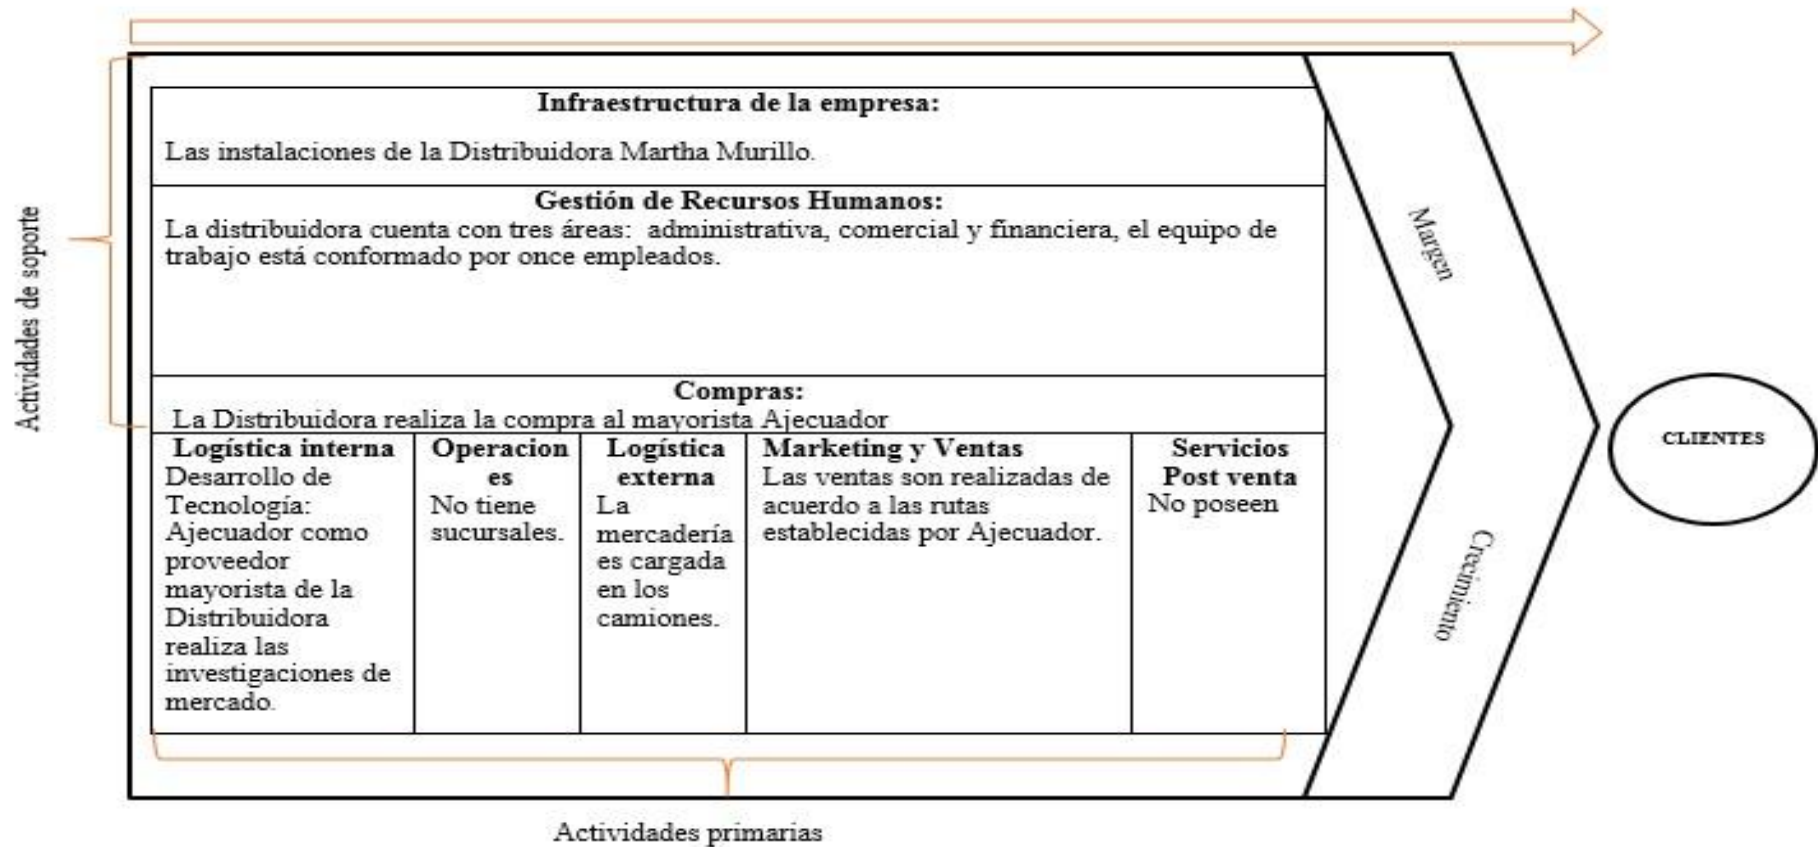 Infraestructura de la empresa:
Las instalaciones de la Distribuidora Martha Murillo.
Gestión de Recursos Humanos:
La distribuidora cuenta con tres áreas:  administrativa, comercial y financiera, el equipo de
trabajo está conformado por once empleados.
Compras:
La Distribuidora realiza la compra al mayorista Ajecuador
Actividades de soporte
Logística interna
Desarrollo de
Tecnología:
Ajecuador como
proveedor
mayorista de la
Distribuidora
realiza las
investigaciones de
mercado.
Operacion
es
No tiene
sucursales.
Logística
externa
La
mercadería
es cargada
en los
camiones.
Marketing y Ventas
Las ventas son realizadas de
acuerdo a las rutas
establecidas por Ajecuador.
Servicios
Post venta
No poseen
Margen
Crecimiento
CLIENTES
Actividades primarias